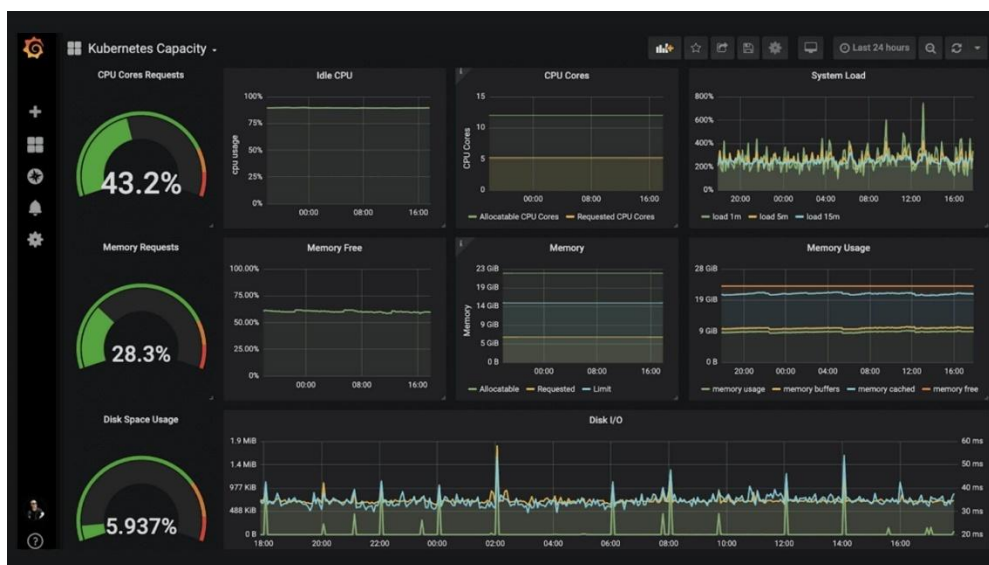 Kubernetes Capacity
Last 24 hours
CPU Cores Requests
43.2%
Idle CPU
cpu usage
100%
75%
50%
25%
0%
00:00 08:00 16:00
CPU Cores
CPU Cores
15
10
5
0
00:00 08:00 16:00
Allocatable CPU Cores Requested CPU Cores
System Load
800%
600%
400%
200%
0%
20:00 00:00 04:00 08:00 12:00 16:00
load 1m load 5m load 15m
Memory Requests
28.3%
Memory Free
100.00%
75.00%
50.00%
25.00%
0%
00:00 08:00 16:00
Memory
Memory
23 GiB
19 GiB
14 GiB
9 GiB
5 GiB
0 B
00:00 08:00 16:00
Allocatable Requested Limit
Memory Usage
28 GiB
19 GiB
9 GiB
0 B
20:00 00:00 04:00 08:00 12:00 16:00
memory usage memory buffers memory cached memory free
Disk Space Usage
5.937%
Disk I/O
1.9 MiB
1.4 MiB
977 KiB
488 KiB
0 B
60 ms
50 ms
40 ms
30 ms
20 ms
18:00 20:00 22:00 00:00 02:00 04:00 06:00 08:00 10:00 12:00 14:00 16:00